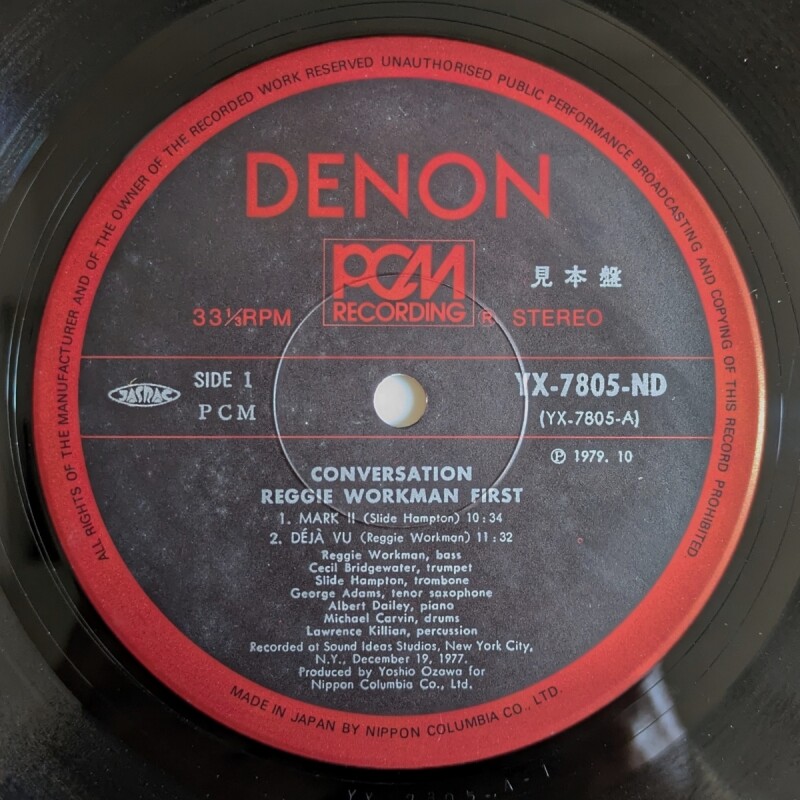 ALL RIGHTS OF THE MANUFACTURER AND OF THE OWNER OF THE RECORDED WORK RESERVED UNAUTHORISED PUBLIC PERFORMANCE BROADCASTING AND COPYING OF THIS RECORD PROHIBITED
DENON
PCM
RECORDING
見本盤
33⅓RPM
® STEREO
JASRAC
SIDE 1
PCM
YX-7805-ND
(YX-7805-A)
℗ 1979. 10
CONVERSATION
REGGIE WORKMAN FIRST
1. MARK II (Slide Hampton) 10:34
2. DÉJÀ VU (Reggie Workman) 11:32
Reggie Workman, bass
Cecil Bridgewater, trumpet
Slide Hampton, trombone
George Adams, tenor saxophone
Albert Dailey, piano
Michael Carvin, drums
Lawrence Killian, percussion
Recorded at Sound Ideas Studios, New York City,
N.Y., December 19, 1977.
Produced by Yoshio Ozawa for
Nippon Columbia Co., Ltd.
MADE IN JAPAN BY NIPPON COLUMBIA CO., LTD.